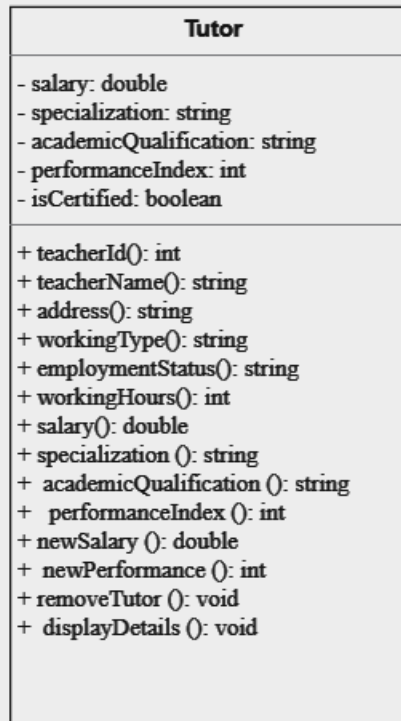 Tutor
- salary: double
- specialization: string
- academicQualification: string
- performanceIndex: int
- isCertified: boolean
+ teacherId(): int
+ teacherName(): string
+ address(): string
+ workingType(): string
+ employmentStatus(): string
+ workingHours(): int
+ salary(): double
+ specialization (): string
+ academicQualification (): string
+ performanceIndex (): int
+ newSalary (): double
+ newPerformance (): int
+ removeTutor (): void
+ displayDetails (): void